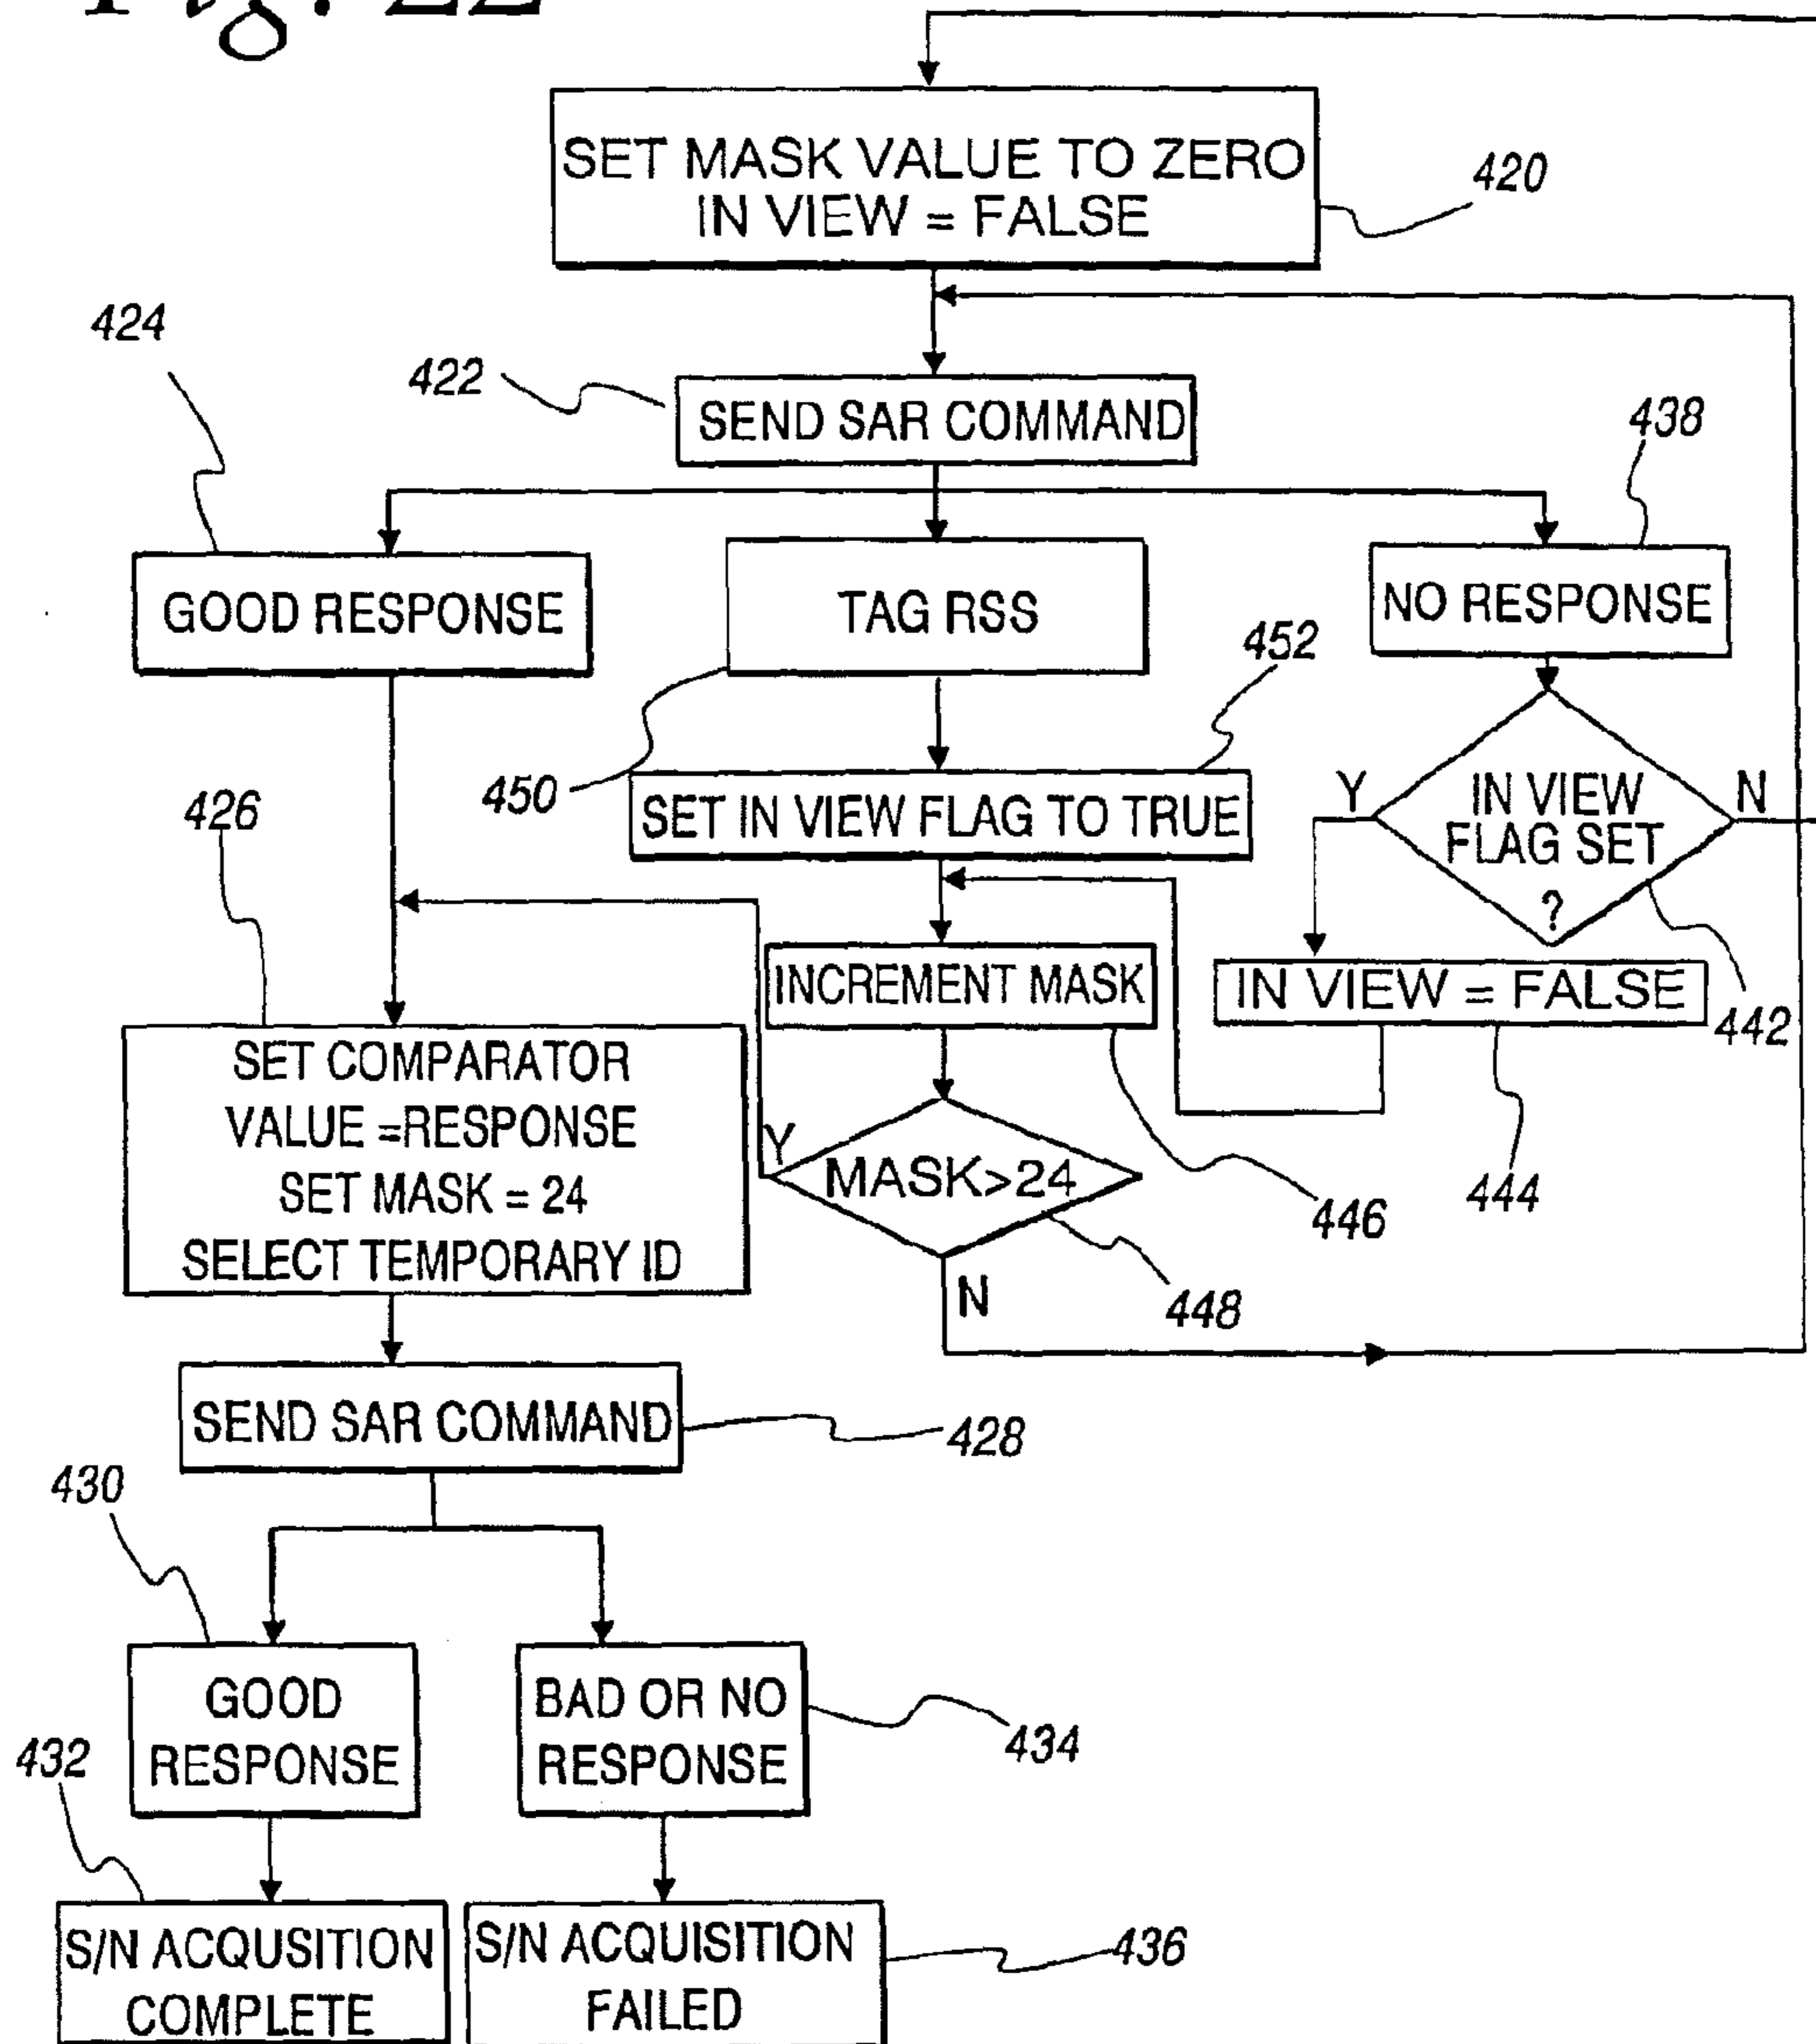 Fig. 22
SET MASK VALUE TO ZERO
IN VIEW = FALSE
420
424
422
SEND SAR COMMAND
438
GOOD RESPONSE
TAG RSS
NO RESPONSE
452
450
426
SET IN VIEW FLAG TO TRUE
Y
IN VIEW
FLAG SET
?
N
INCREMENT MASK
IN VIEW = FALSE
442
SET COMPARATOR
VALUE =RESPONSE
SET MASK = 24
SELECT TEMPORARY ID
Y
MASK>24
446
444
N
448
SEND SAR COMMAND
428
430
GOOD
RESPONSE
BAD OR NO
RESPONSE
434
432
S/N ACQUSITION
COMPLETE
S/N ACQUISITION
FAILED
436